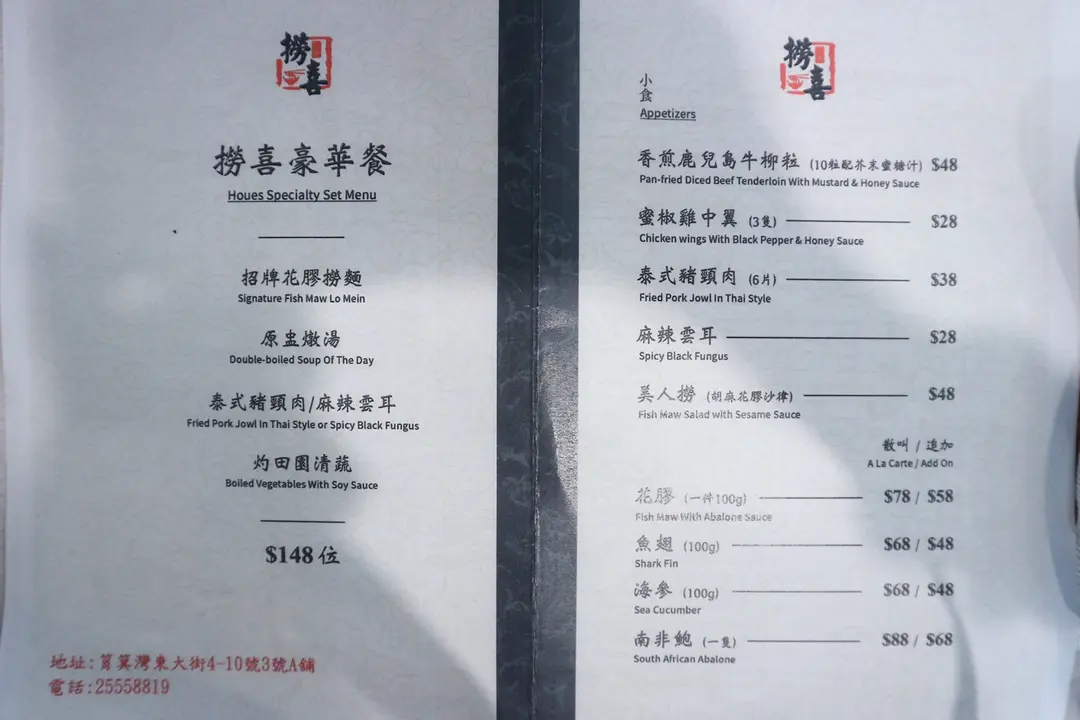 撈喜
撈喜豪華餐
Houes Specialty Set Menu
招牌花膠撈麵
Signature Fish Maw Lo Mein
原盅燉湯
Double-boiled Soup Of The Day
泰式豬頸肉/麻辣雲耳
Fried Pork Jowl In Thai Style or Spicy Black Fungus
灼田園清蔬
Boiled Vegetables With Soy Sauce
$148位
地址:筲箕灣東大街4-10號3號A舖
電話:25558819
撈喜
小食
Appetizers
香煎鹿兒島牛柳粒 (10粒配芥末蜜糖汁) $48
Pan-fried Diced Beef Tenderloin With Mustard & Honey Sauce
蜜椒雞中翼 (3隻) $28
Chicken wings With Black Pepper & Honey Sauce
泰式豬頸肉 (6片) $38
Fried Pork Jowl In Thai Style
麻辣雲耳 $28
Spicy Black Fungus
美人撈 (胡麻花膠沙律) $48
Fish Maw Salad with Sesame Sauce
散叫 / 追加
A La Carte / Add On
花膠 (一件100g) $78 / $58
Fish Maw With Abalone Sauce
魚翅 (100g) $68 / $48
Shark Fin
海參 (100g) $68 / $48
Sea Cucumber
南非鮑 (一隻) $88 / $68
South African Abalone